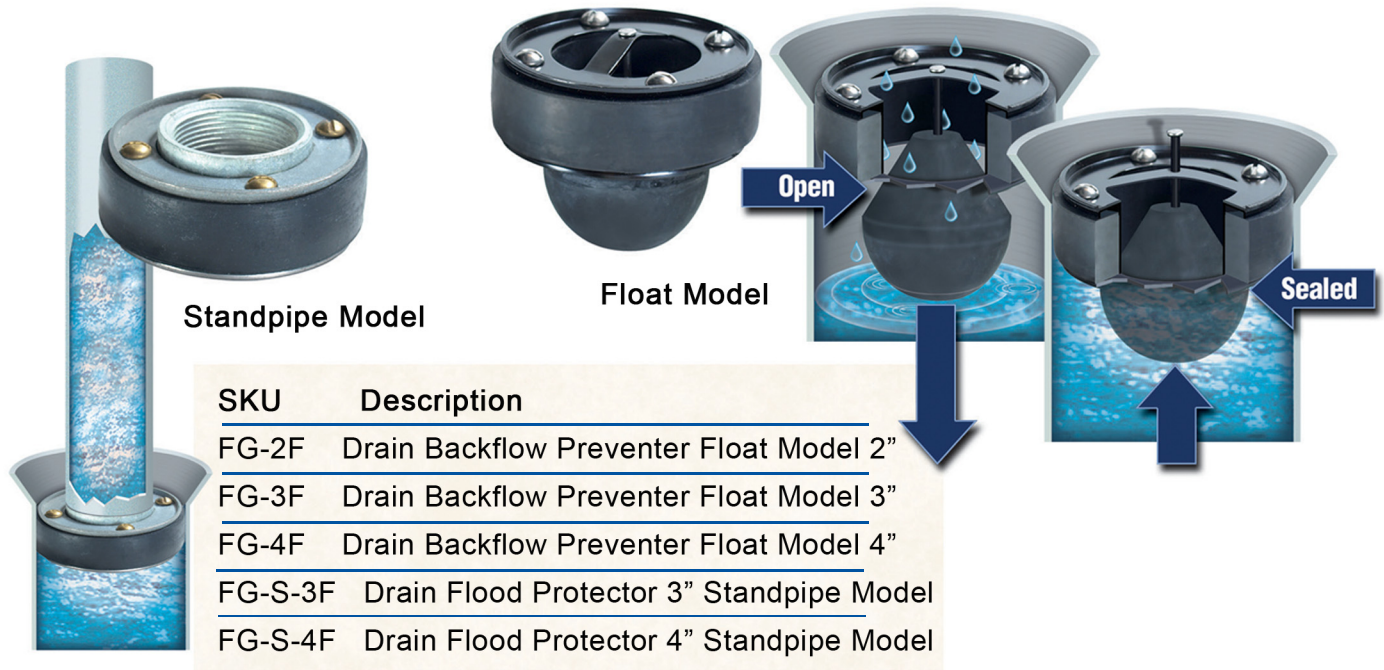 Open
Sealed
Standpipe Model
Float Model
SKU Description
FG-2F Drain Backflow Preventer Float Model 2”
FG-3F Drain Backflow Preventer Float Model 3”
FG-4F Drain Backflow Preventer Float Model 4”
FG-S-3F Drain Flood Protector 3” Standpipe Model
FG-S-4F Drain Flood Protector 4” Standpipe Model